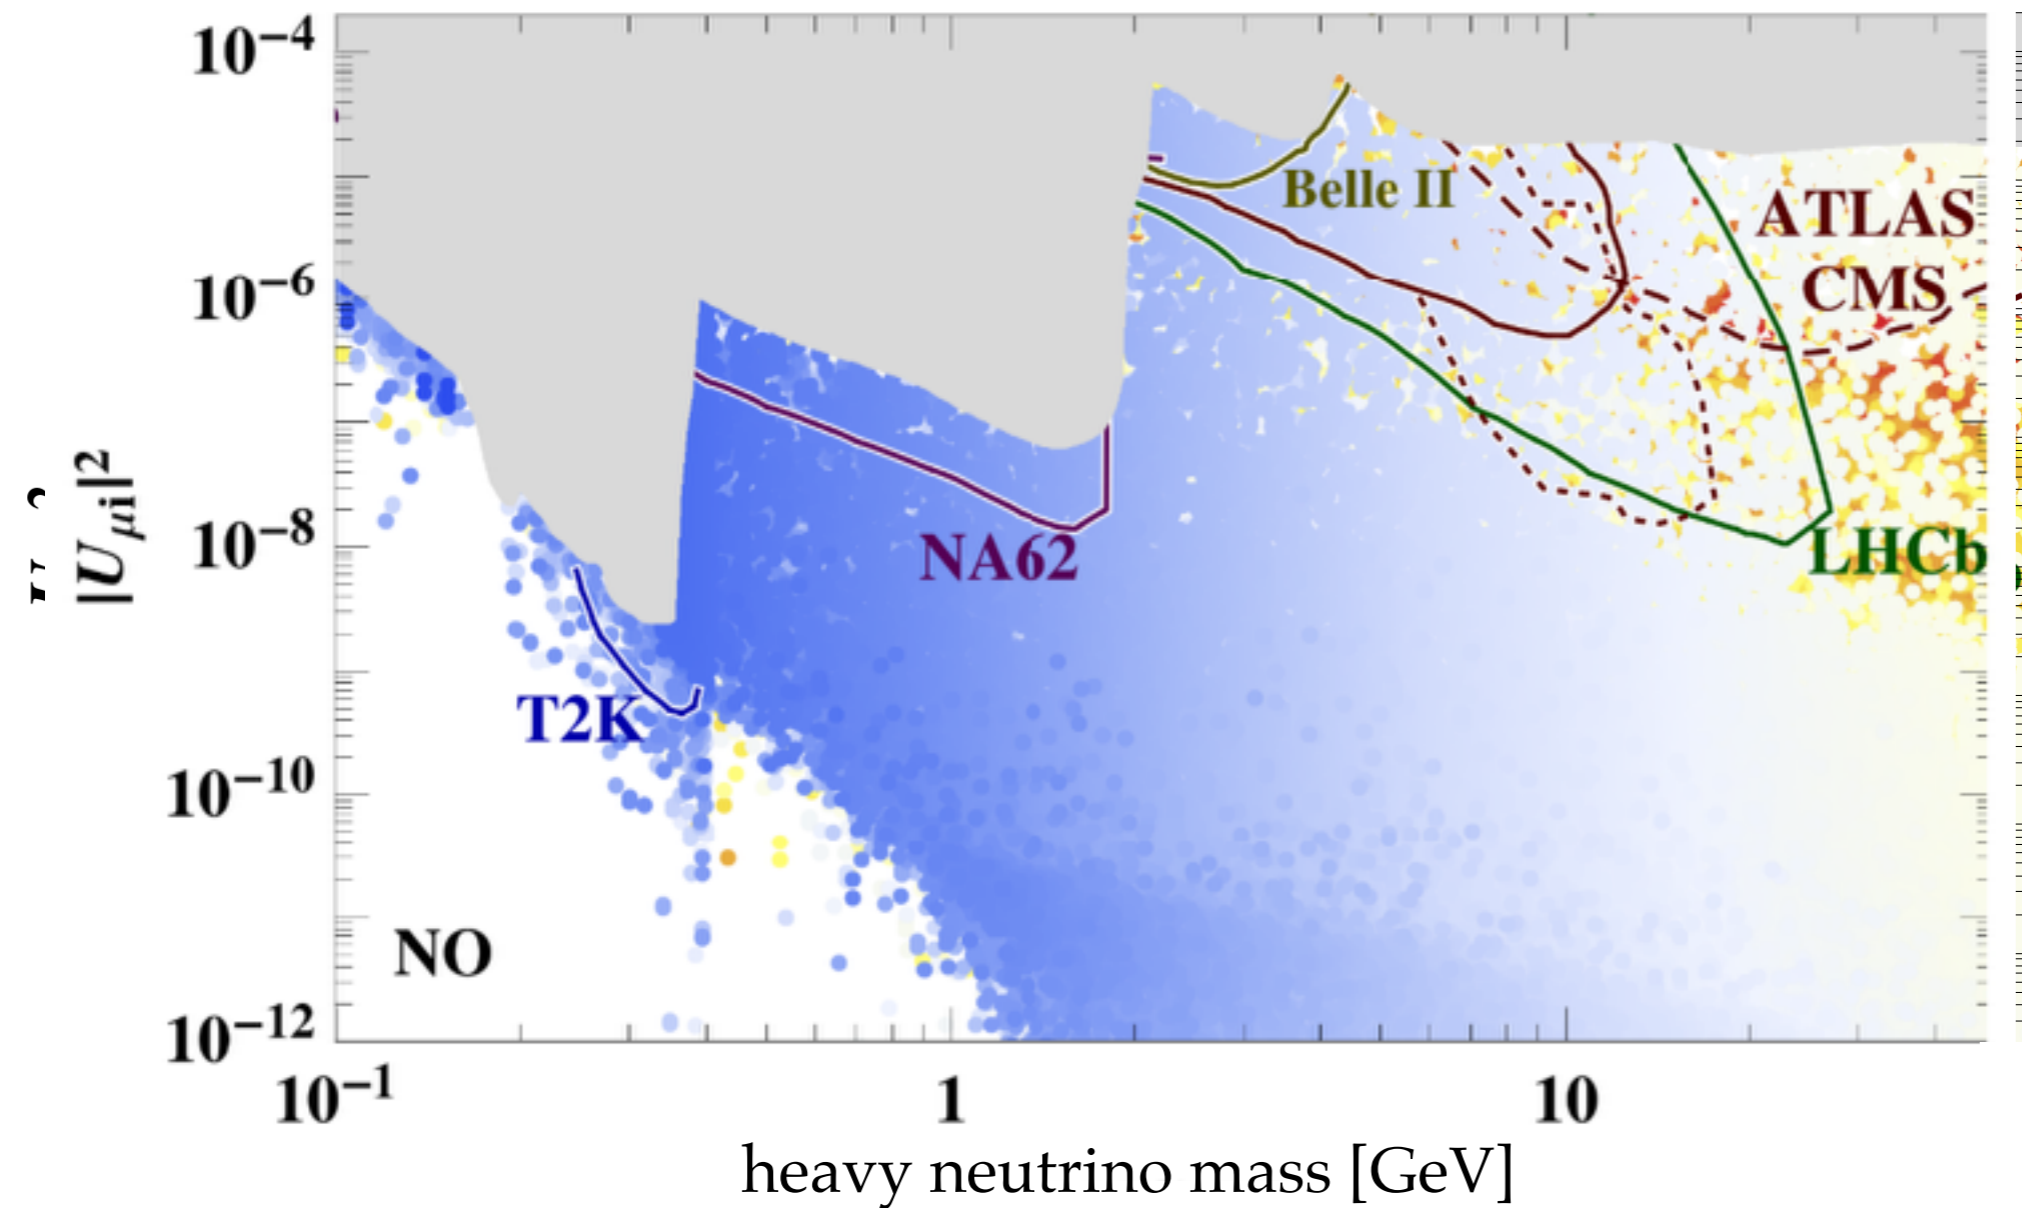 10⁻⁴
10⁻⁶
10⁻⁸
10⁻¹⁰
10⁻¹²
|U_μi|²
Belle II
ATLAS
CMS
NA62
LHCb
T2K
NO
10⁻¹
1
10
heavy neutrino mass [GeV]